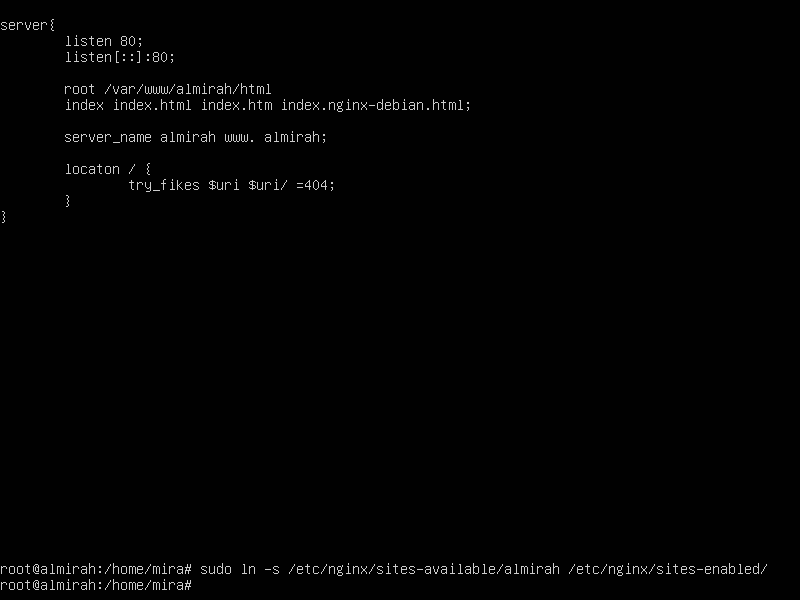 server{
listen 80;
listen[::]:80;
root /var/www/almirah/html
index index.html index.htm index.nginx-debian.html;
server_name almirah www. almirah;
locaton / {
try_fikes $uri $uri/ =404;
}
}
root@almirah:/home/mira# sudo ln -s /etc/nginx/sites-available/almirah /etc/nginx/sites-enabled/
root@almirah:/home/mira#